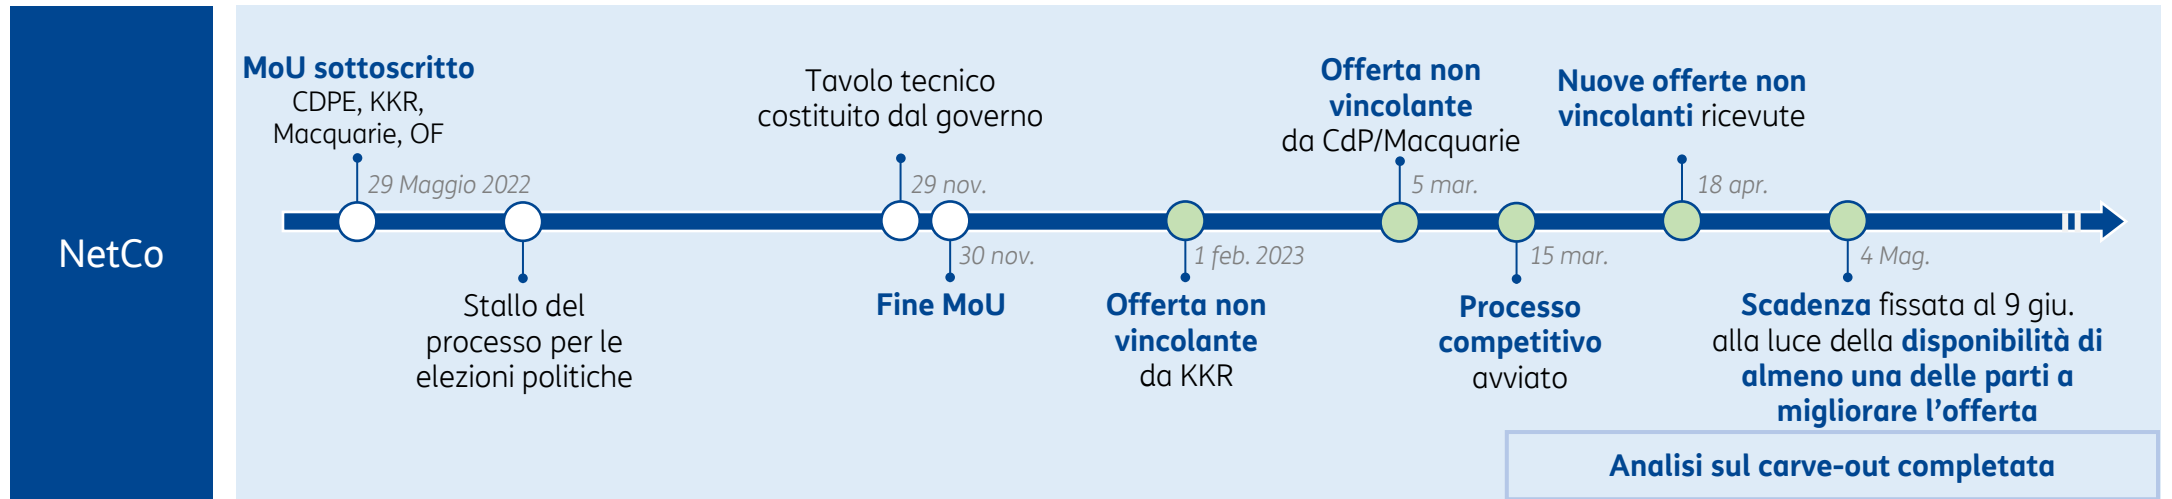 NetCo
MoU sottoscritto
CDPE, KKR,
Macquarie, OF
29 Maggio 2022
Stallo del
processo per le
elezioni politiche
Tavolo tecnico
costituito dal governo
29 nov.
30 nov.
Fine MoU
1 feb. 2023
Offerta non
vincolante
da KKR
Offerta non
vincolante
da CdP/Macquarie
5 mar.
15 mar.
Processo
competitivo
avviato
Nuove offerte non
vincolanti ricevute
18 apr.
4 Mag.
Scadenza fissata al 9 giu.
alla luce della disponibilità di
almeno una delle parti a
migliorare l’offerta
Analisi sul carve-out completata